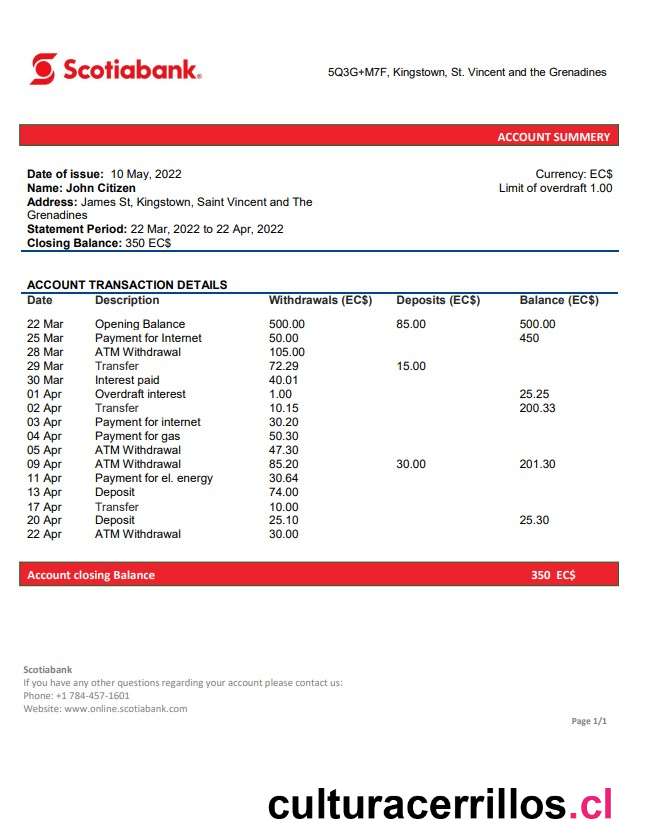 Scotiabank®
5Q3G+M7F, Kingstown, St. Vincent and the Grenadines
ACCOUNT SUMMERY
Date of issue: 10 May, 2022
Currency: EC$
Name: John Citizen
Limit of overdraft 1.00
Address: James St, Kingstown, Saint Vincent and The
Grenadines
Statement Period: 22 Mar, 2022 to 22 Apr, 2022
Closing Balance: 350 EC$
ACCOUNT TRANSACTION DETAILS
Date Description Withdrawals (EC$) Deposits (EC$) Balance (EC$)
22 Mar Opening Balance 500.00 85.00 500.00
25 Mar Payment for Internet 50.00 450
28 Mar ATM Withdrawal 105.00
29 Mar Transfer 72.29 15.00
30 Mar Interest paid 40.01
01 Apr Overdraft interest 1.00 25.25
02 Apr Transfer 10.15 200.33
03 Apr Payment for internet 30.20
04 Apr Payment for gas 50.30
05 Apr ATM Withdrawal 47.30
09 Apr ATM Withdrawal 85.20 30.00 201.30
11 Apr Payment for el. energy 30.64
13 Apr Deposit 74.00
17 Apr Transfer 10.00
20 Apr Deposit 25.10 25.30
22 Apr ATM Withdrawal 30.00
Account closing Balance 350 EC$
Scotiabank
If you have any other questions regarding your account please contact us:
Phone: +1 784-457-1601
Website: www.online.scotiabank.com
Page 1/1
culturacerrillos.cl